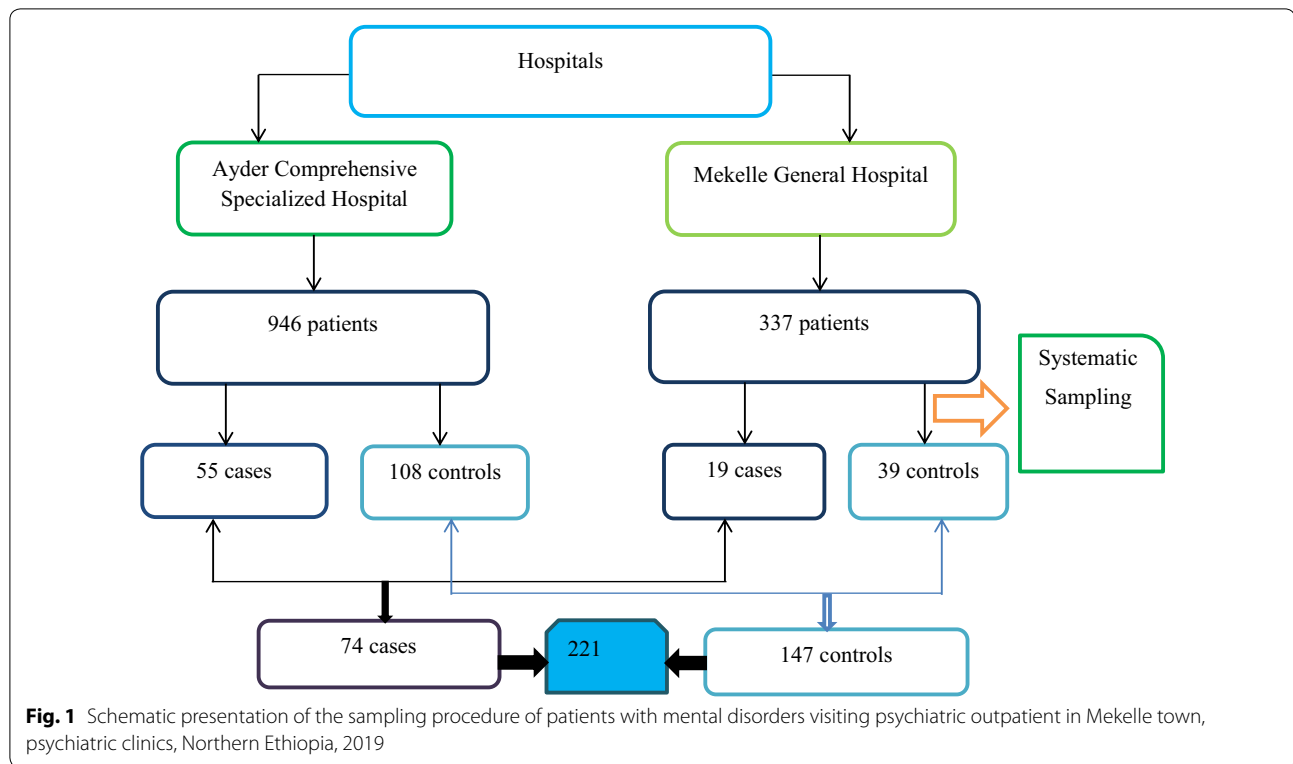 Hospitals
Ayder Comprehensive
Specialized Hospital
Mekelle General Hospital
946 patients
337 patients
Systematic
Sampling
55 cases
108 controls
19 cases
39 controls
74 cases
221
147 controls
Fig. 1 Schematic presentation of the sampling procedure of patients with mental disorders visiting psychiatric outpatient in Mekelle town,
psychiatric clinics, Northern Ethiopia, 2019